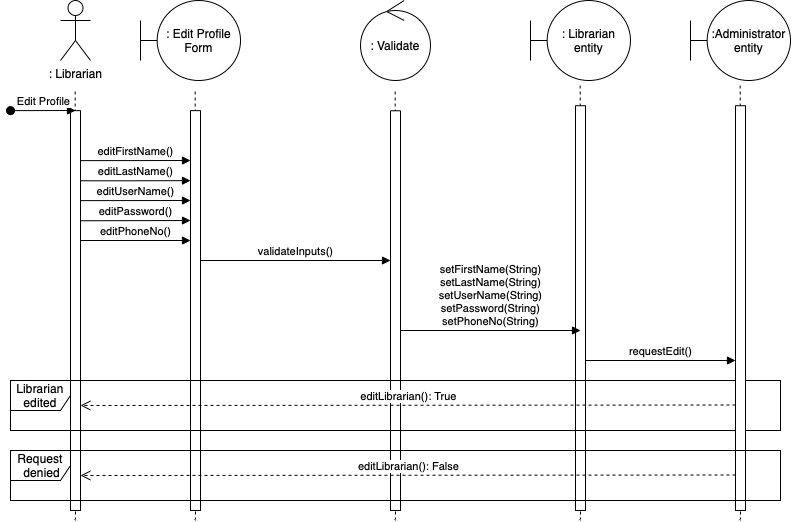 : Librarian
: Edit Profile
Form
: Validate
: Librarian
entity
:Administrator
entity
Edit Profile
editFirstName()
editLastName()
editUserName()
editPassword()
editPhoneNo()
validateInputs()
setFirstName(String)
setLastName(String)
setUserName(String)
setPassword(String)
setPhoneNo(String)
requestEdit()
Librarian
edited
editLibrarian(): True
Request
denied
editLibrarian(): False